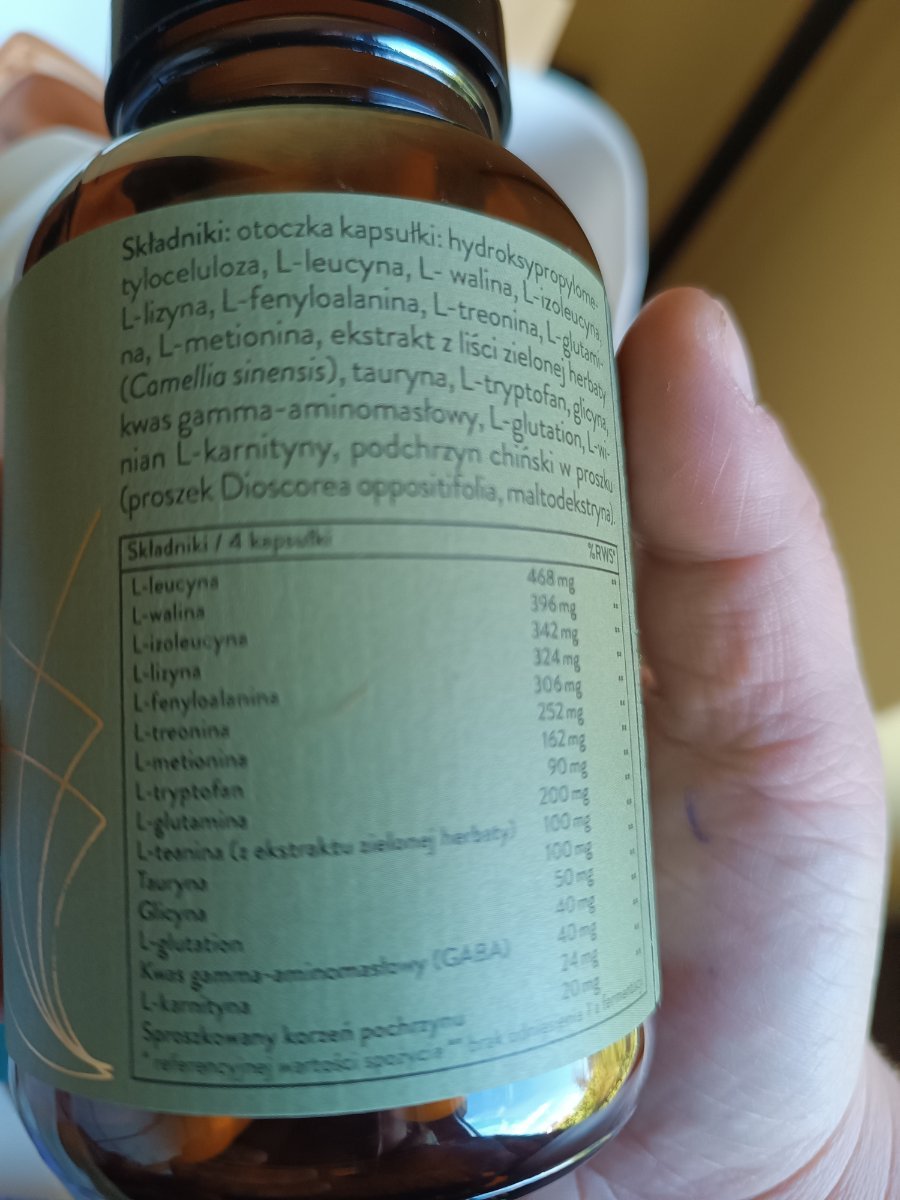 Składniki: otoczka kapsułki: hydroksypropylome-
tyloceluloza, L-leucyna, L- walina, L-izoleucyna,
L-lizyna, L-fenyloalanina, L-treonina, L-glutami-
na, L-metionina, ekstrakt z liści zielonej herbaty
(Camellia sinensis), tauryna, L-tryptofan, glicyna,
kwas gamma-aminomasłowy, L-glutation, L-wi-
nian L-karnityny, podchrzyn chiński w proszku
(proszek Dioscorea oppositifolia, maltodekstryna).
Składniki / 4 kapsułki %RWS*
L-leucyna 468 mg **
L-walina 396 mg **
L-izoleucyna 342 mg **
L-lizyna 324 mg **
L-fenyloalanina 306 mg **
L-treonina 252 mg **
L-metionina 162 mg **
L-tryptofan 90 mg **
L-glutamina 200 mg **
L-teanina (z ekstraktu zielonej herbaty) 100 mg **
Tauryna 100 mg **
Glicyna 50 mg **
L-glutation 40 mg **
Kwas gamma-aminomasłowy (GABA) 40 mg **
L-karnityna 24 mg
Sproszkowany korzeń pochrzynu 20 mg
* referencyjnej wartości spożycia ** brak odniesienia